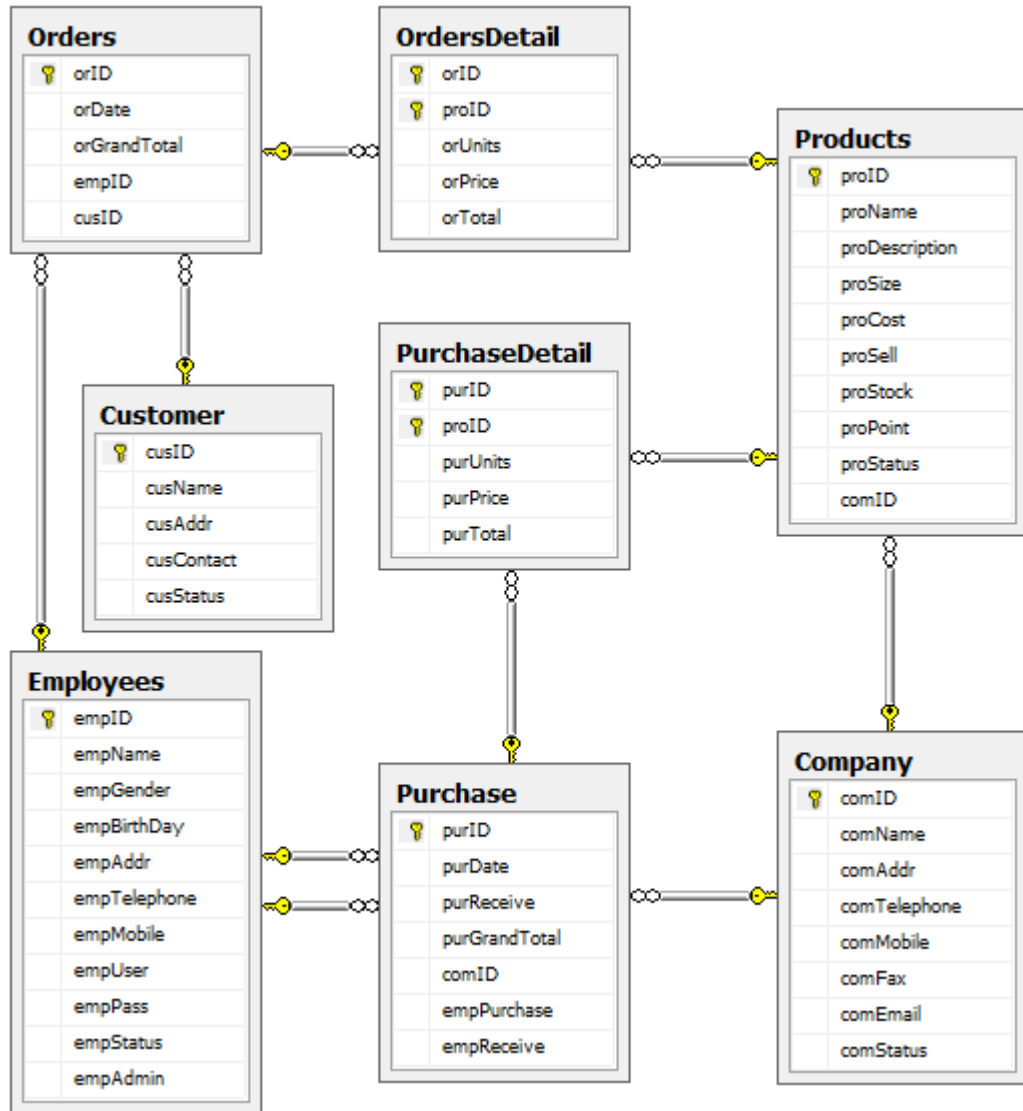 Orders
orID
orDate
orGrandTotal
empID
cusID
OrdersDetail
orID
proID
orUnits
orPrice
orTotal
Products
proID
proName
proDescription
proSize
proCost
proSell
proStock
proPoint
proStatus
comID
PurchaseDetail
purID
proID
purUnits
purPrice
purTotal
Customer
cusID
cusName
cusAddr
cusContact
cusStatus
Employees
empID
empName
empGender
empBirthDay
empAddr
empTelephone
empMobile
empUser
empPass
empStatus
empAdmin
Purchase
purID
purDate
purReceive
purGrandTotal
comID
empPurchase
empReceive
Company
comID
comName
comAddr
comTelephone
comMobile
comFax
comEmail
comStatus